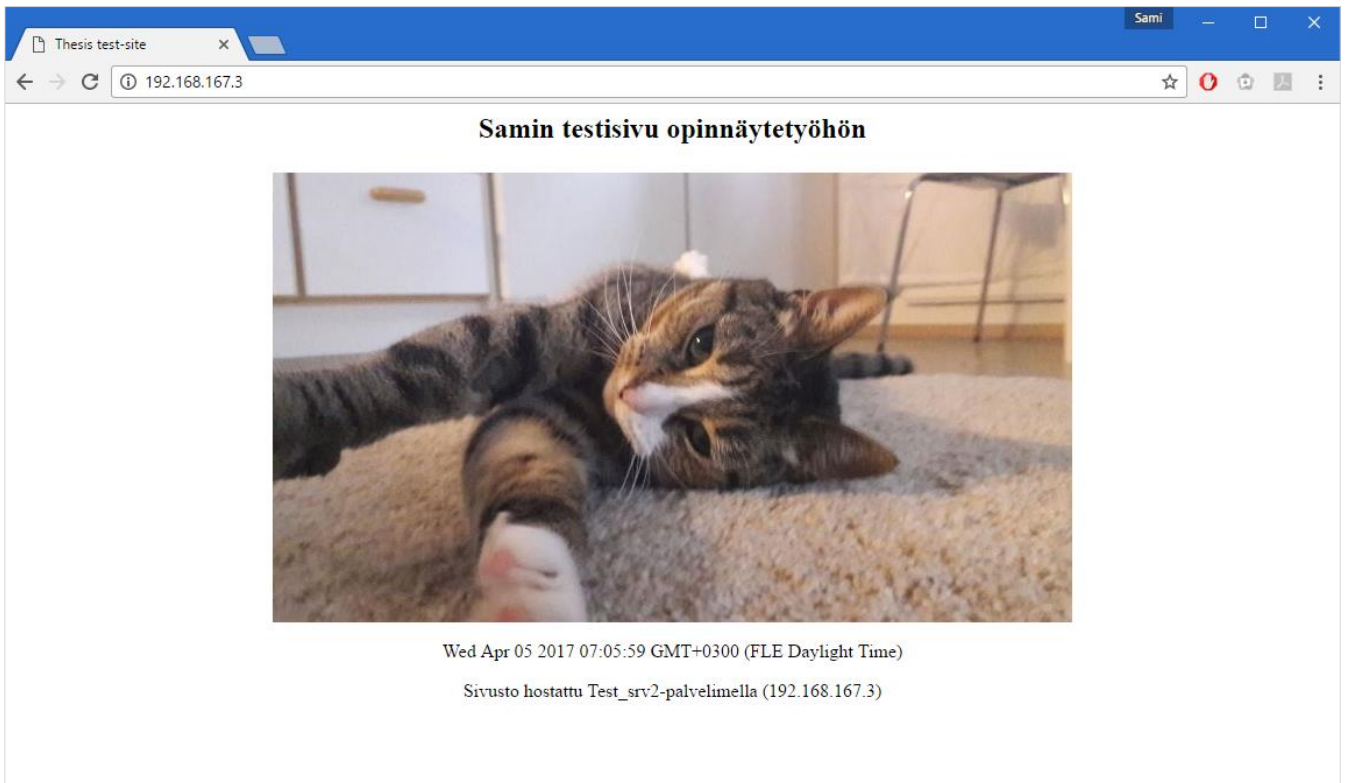 Sami
Thesis test-site
192.168.167.3
Samin testisivu opinnäytetyöhön
Wed Apr 05 2017 07:05:59 GMT+0300 (FLE Daylight Time)
Sivusto hostattu Test_srv2-palvelimella (192.168.167.3)